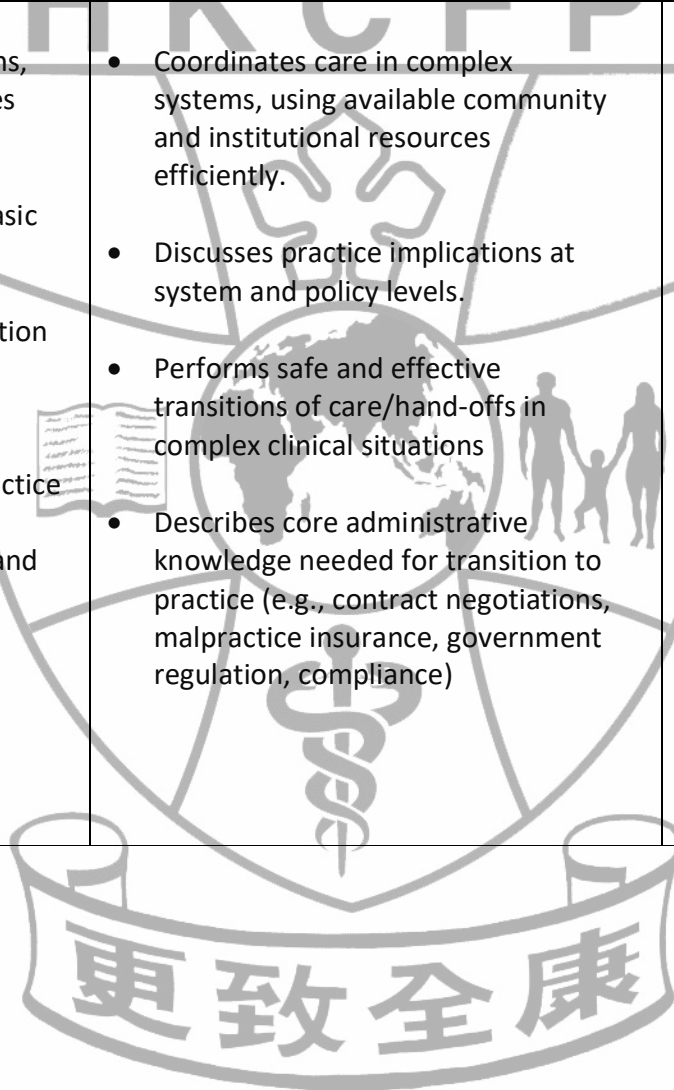 HKCFP
ns,
es
asic
tion
ctice
and
• Coordinates care in complex
systems, using available community
and institutional resources
efficiently.
• Discusses practice implications at
system and policy levels.
• Performs safe and effective
transitions of care/hand-offs in
complex clinical situations
• Describes core administrative
knowledge needed for transition to
practice (e.g., contract negotiations,
malpractice insurance, government
regulation, compliance)
更致全康